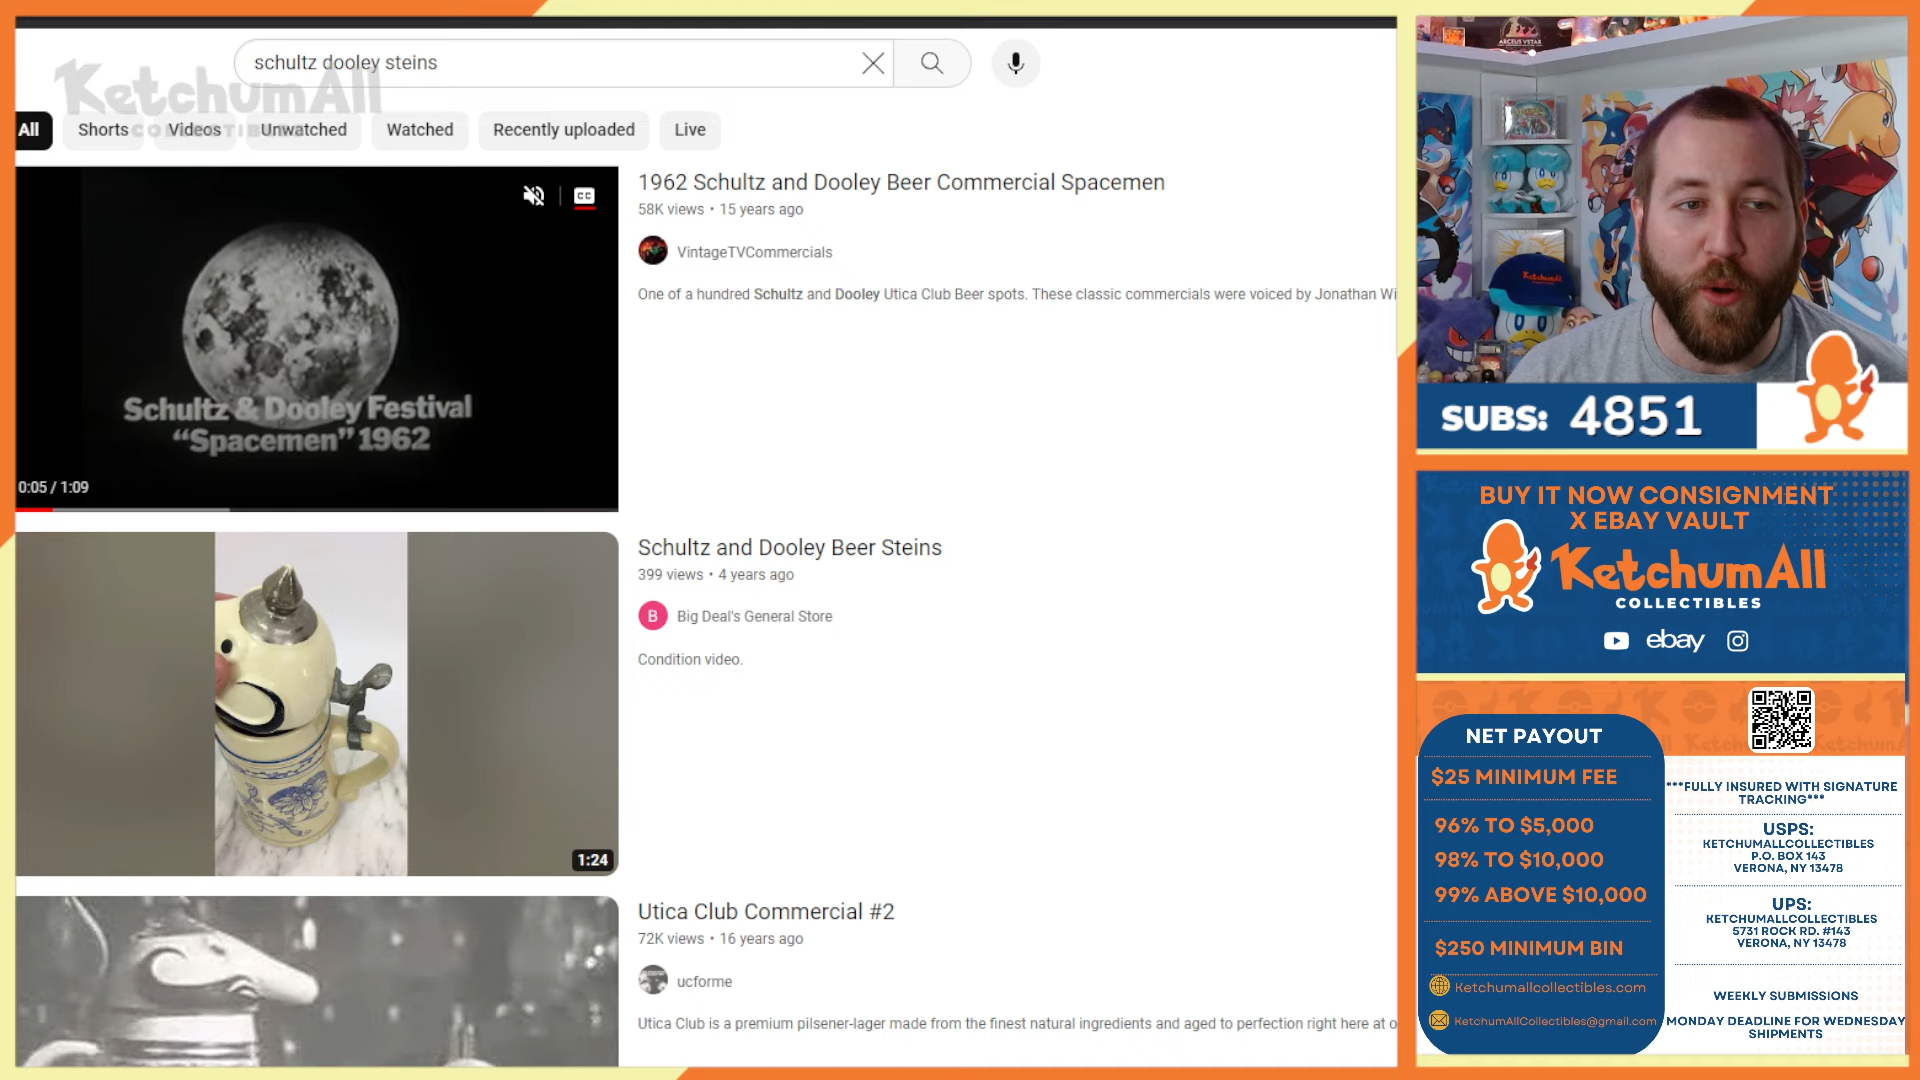 schultz dooley steins
KetchumAll
COLLECTIBLES
All
Shorts
Videos
Unwatched
Watched
Recently uploaded
Live
CC
Schultz & Dooley Festival
"Spacemen" 1962
0:05 / 1:09
1962 Schultz and Dooley Beer Commercial Spacemen
58K views • 15 years ago
VintageTVCommercials
One of a hundred Schultz and Dooley Utica Club Beer spots. These classic commercials were voiced by Jonathan Wi
1:24
Schultz and Dooley Beer Steins
399 views • 4 years ago
B
Big Deal's General Store
Condition video.
Utica Club Commercial #2
72K views • 16 years ago
ucforme
Utica Club is a premium pilsener-lager made from the finest natural ingredients and aged to perfection right here at o
ARCEUS VSTAR
KetchumAll
SUBS: 4851
BUY IT NOW CONSIGNMENT
X EBAY VAULT
KetchumAll
COLLECTIBLES
ebay
NET PAYOUT
$25 MINIMUM FEE
96% TO $5,000
98% TO $10,000
99% ABOVE $10,000
$250 MINIMUM BIN
Ketchumallcollectibles.com
KetchumAllCollectibles@gmail.com
***FULLY INSURED WITH SIGNATURE
TRACKING***
USPS:
KETCHUMALLCOLLECTIBLES
P.O. BOX 143
VERONA, NY 13478
UPS:
KETCHUMALLCOLLECTIBLES
5731 ROCK RD. #143
VERONA, NY 13478
WEEKLY SUBMISSIONS
MONDAY DEADLINE FOR WEDNESDAY
SHIPMENTS